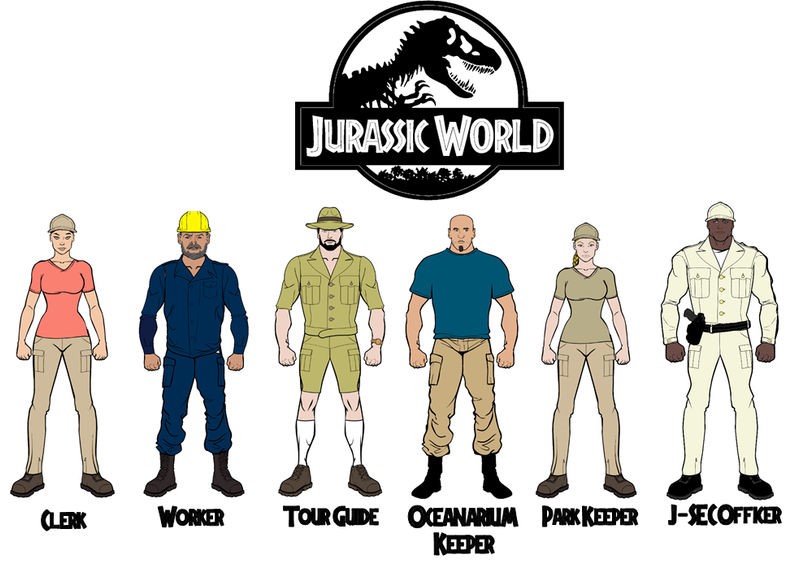 JURASSIC WORLD
CLERK
WORKER
TOUR GUIDE
OCEANARIUM
KEEPER
PARK KEEPER
J-SEC OFFICER